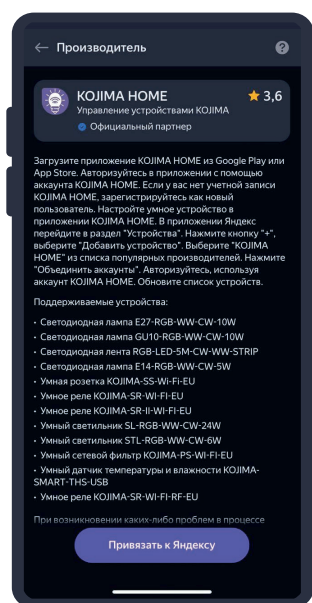 ← Производитель
KOJIMA HOME ★ 3,6
Управление устройствами KOJIMA
Официальный партнер
Загрузите приложение KOJIMA HOME из Google Play или
App Store. Авторизуйтесь в приложении с помощью
аккаунта KOJIMA HOME. Если у вас нет учетной записи
KOJIMA HOME, зарегистрируйтесь как новый
пользователь. Настройте умное устройство в
приложении KOJIMA HOME. В приложении Яндекс
перейдите в раздел "Устройства". Нажмите кнопку "+",
выберите "Добавить устройство". Выберите "KOJIMA
HOME" из списка популярных производителей. Нажмите
"Объединить аккаунты". Авторизуйтесь, используя
аккаунт KOJIMA HOME. Обновите список устройств.
Поддерживаемые устройства:
• Светодиодная лампа E27-RGB-WW-CW-10W
• Светодиодная лампа GU10-RGB-WW-CW-10W
• Светодиодная лента RGB-LED-5M-CW-WW-STRIP
• Светодиодная лампа E14-RGB-WW-CW-5W
• Умная розетка KOJIMA-SS-Wi-Fi-EU
• Умное реле KOJIMA-SR-WI-FI-EU
• Умное реле KOJIMA-SR-II-WI-FI-EU
• Умный светильник SL-RGB-WW-CW-24W
• Умный светильник STL-RGB-WW-CW-6W
• Умный сетевой фильтр KOJIMA-PS-WI-FI-EU
• Умный датчик температуры и влажности KOJIMA-
SMART-THS-USB
• Умное реле KOJIMA-SR-WI-FI-RF-EU
При возникновении каких-либо проблем в процессе
Привязать к Яндексу